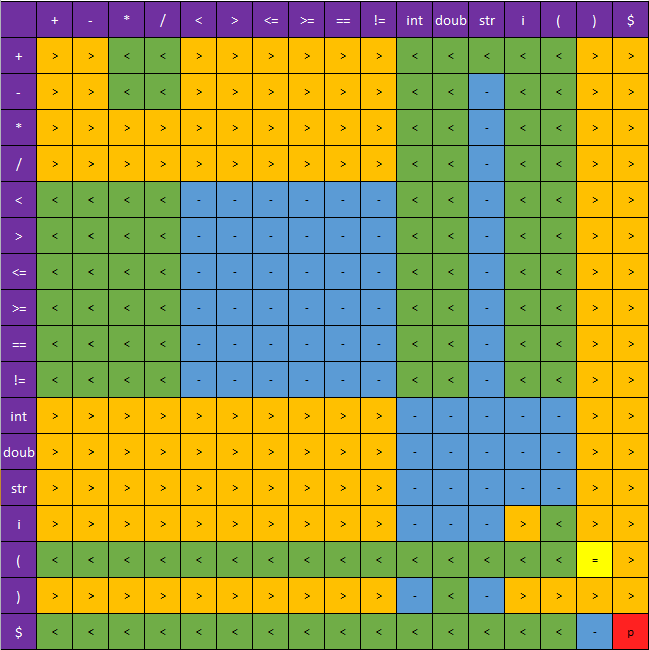 + - * / < > <= >= == != int doub str i ( ) $
+ > > < < > > > > > > < < < < < > >
- > > < < > > > > > > < < - < < > >
* > > > > > > > > > > < < - < < > >
/ > > > > > > > > > > < < - < < > >
< < < < < - - - - - - < < - < < > >
> < < < < - - - - - - < < - < < > >
<= < < < < - - - - - - < < - < < > >
>= < < < < - - - - - - < < - < < > >
== < < < < - - - - - - < < - < < > >
!= < < < < - - - - - - < < - < < > >
int > > > > > > > > > > - - - - - > >
doub > > > > > > > > > > - - - - - > >
str > > > > > > > > > > - - - - - > >
i > > > > > > > > > > - - - > < > >
( < < < < < < < < < < < < < < < = >
) > > > > > > > > > > - < - > > > >
$ < < < < < < < < < < < < < < < - p